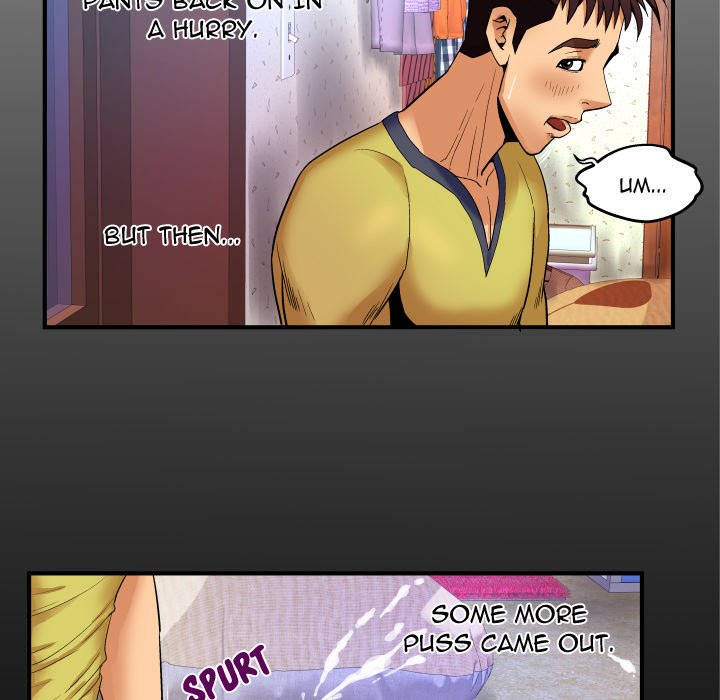 PANTS BACK ON IN
A HURRY.
UM...
BUT THEN...
SOME MORE
PUSS CAME OUT.
SPURT